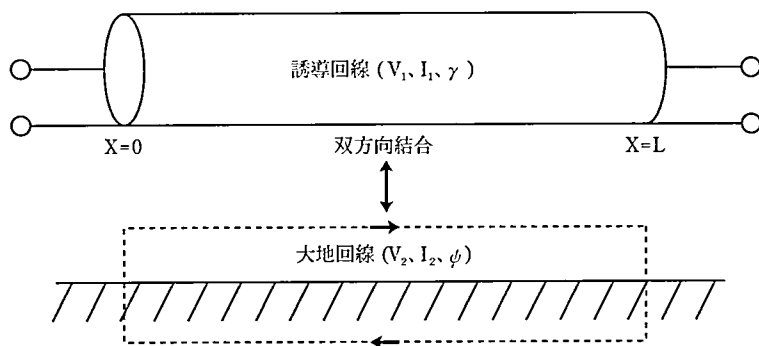 誘導回線 (V₁、I₁、γ)
X=0
双方向結合
X=L
大地回線 (V₂、I₂、ψ)